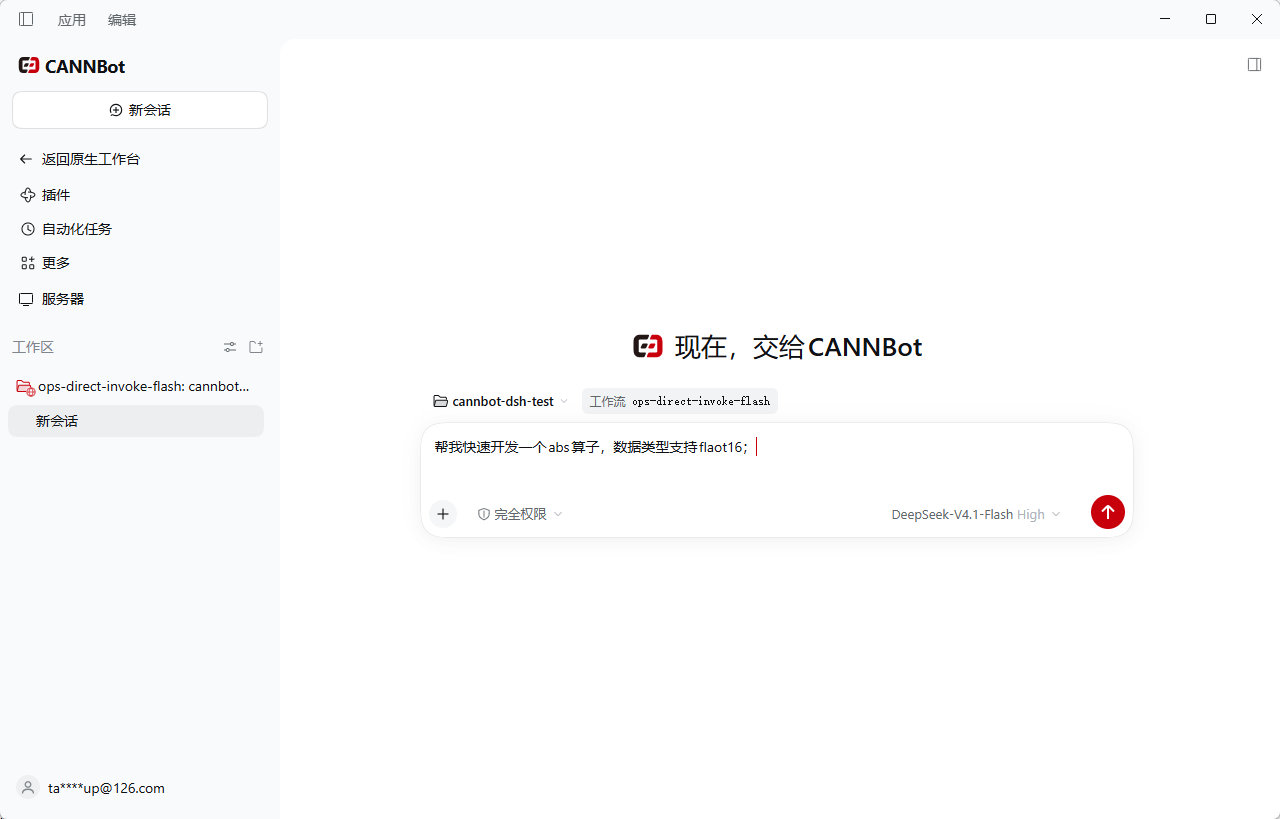 应用 编辑
CANNBot
新会话
返回原生工作台
插件
自动化任务
更多
服务器
工作区
ops-direct-invoke-flash: cannbot...
新会话
ta****up@126.com
现在，交给CANNBot
cannbot-dsh-test 工作流 ops-direct-invoke-flash
帮我快速开发一个abs算子，数据类型支持flaot16；
完全权限 DeepSeek-V4.1-Flash High